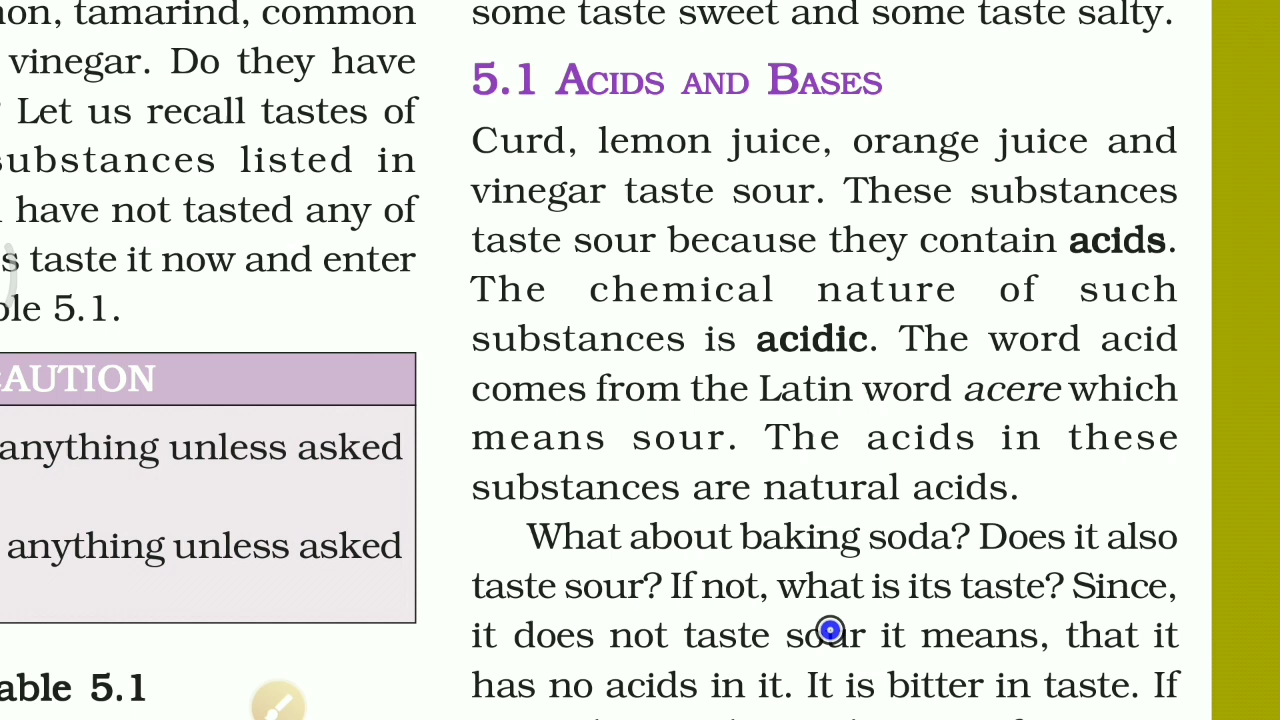 tamarind, common
vinegar. Do they have
Let us recall tastes of
listed in
have not tasted any of
taste it now and enter
5.1.
CAUTION
anything unless asked
anything unless asked
5.1
some taste sweet and some taste salty.
5.1 ACIDS AND BASES
Curd, lemon juice, orange juice and
vinegar taste sour. These substances
taste sour because they contain acids.
The chemical nature of such
substances is acidic. The word acid
comes from the Latin word acere which
means sour. The acids in these
substances are natural acids.
What about baking soda? Does it also
taste sour? If not, what is its taste? Since,
it does not taste sour it means, that it
has no acids in it. It is bitter in taste. If